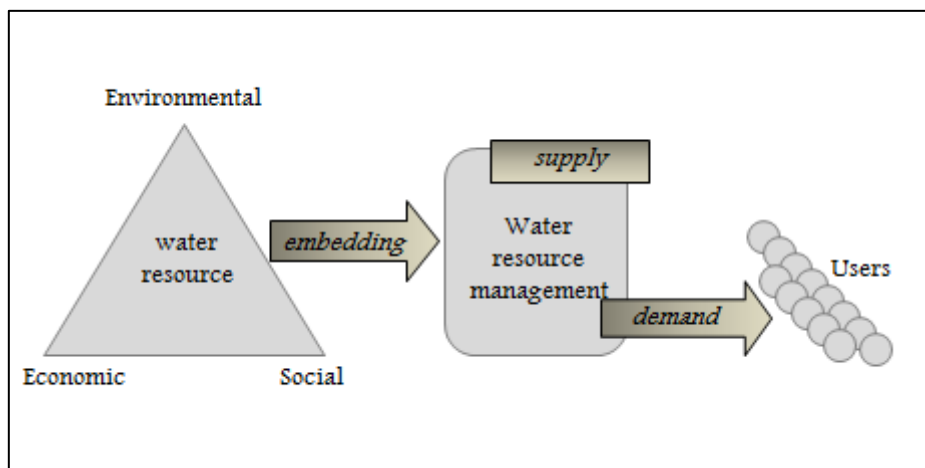 Environmental
supply
water
resource
embedding
Water
resource
management
Users
demand
Economic
Social